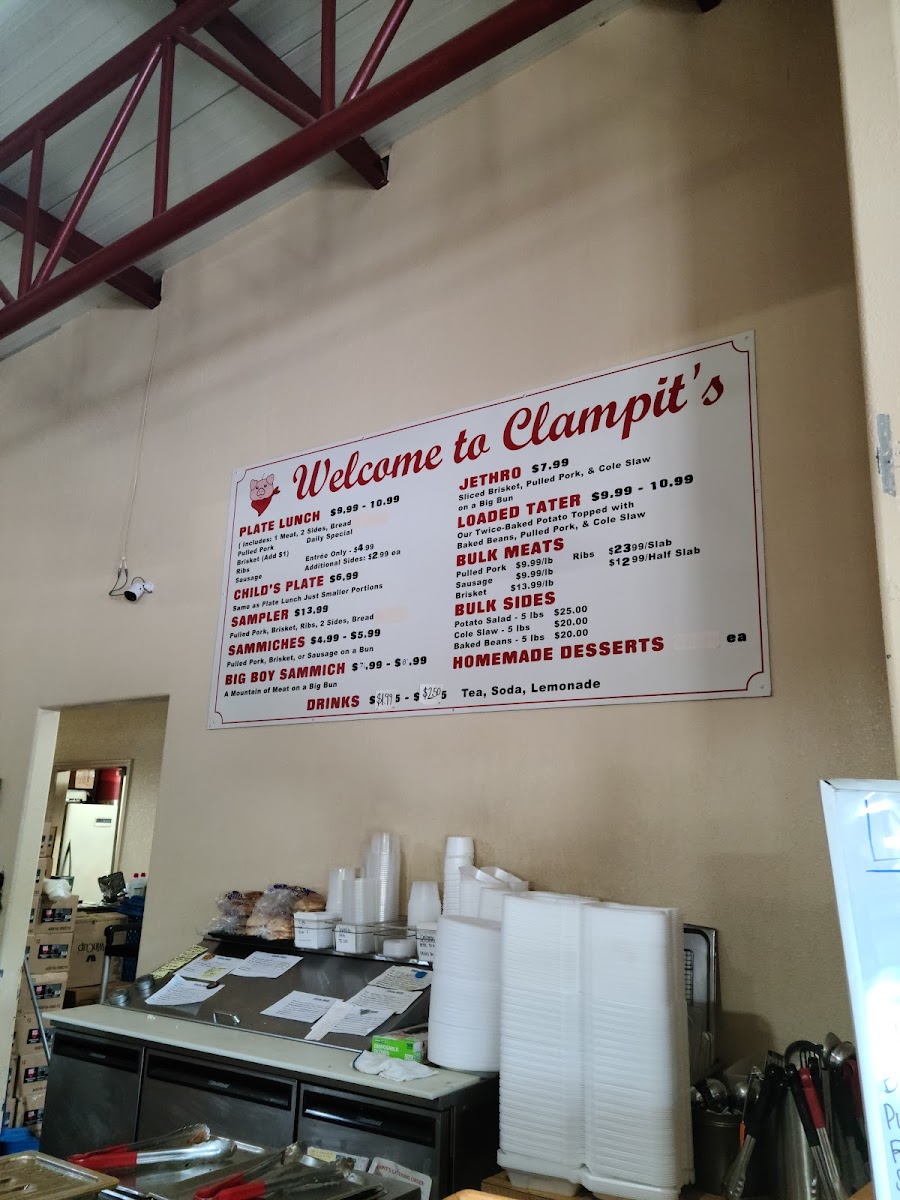 Welcome to Clampit's
PLATE LUNCH $9.99 - 10.99
( includes: 1 Meat, 2 Sides, Bread
Pulled Pork Daily Special
Brisket (Add $1)
Ribs Entrée Only - $4.99
Sausage Additional Sides: $2.99 ea
CHILD'S PLATE $6.99
Same as Plate Lunch Just Smaller Portions
SAMPLER $13.99
Pulled Pork, Brisket, Ribs, 2 Sides, Bread
SAMMICHES $4.99 - $5.99
Pulled Pork, Brisket, or Sausage on a Bun
BIG BOY SAMMICH
A Mountain of Meat on a Big Bun
JETHRO $7.99
Sliced Brisket, Pulled Pork, & Cole Slaw
on a Big Bun
LOADED TATER $9.99 - 10.99
Our Twice-Baked Potato Topped with
Baked Beans, Pulled Pork, & Cole Slaw
BULK MEATS
Pulled Pork $9.99/lb Ribs $2399/Slab
Sausage $9.99/lb $1299/Half Slab
Brisket $13.99/lb
BULK SIDES
Potato Salad - 5 lbs $25.00
Cole Slaw - 5 lbs $20.00
Baked Beans - 5 lbs $20.00
HOMEMADE DESSERTS ea
DRINKS $1.99 - $2.50 Tea, Soda, Lemonade